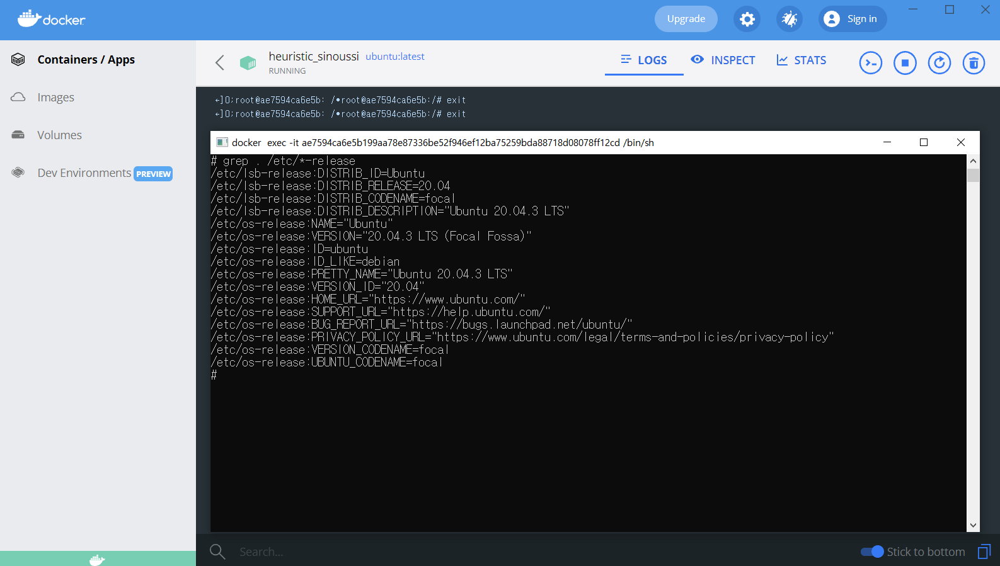 docker
Upgrade
Sign in
Containers / Apps
Images
Volumes
Dev Environments PREVIEW
heuristic_sinoussi ubuntu:latest
RUNNING
LOGS
INSPECT
STATS
←]0;root@ae7594ca6e5b: /•root@ae7594ca6e5b:/# exit
←]0;root@ae7594ca6e5b: /•root@ae7594ca6e5b:/# exit
docker exec -it ae7594ca6e5b199aa78e87336be52f946ef12ba75259bda88718d08078ff12cd /bin/sh
# grep . /etc/*-release
/etc/lsb-release:DISTRIB_ID=Ubuntu
/etc/lsb-release:DISTRIB_RELEASE=20.04
/etc/lsb-release:DISTRIB_CODENAME=focal
/etc/lsb-release:DISTRIB_DESCRIPTION="Ubuntu 20.04.3 LTS"
/etc/os-release:NAME="Ubuntu"
/etc/os-release:VERSION="20.04.3 LTS (Focal Fossa)"
/etc/os-release:ID=ubuntu
/etc/os-release:ID_LIKE=debian
/etc/os-release:PRETTY_NAME="Ubuntu 20.04.3 LTS"
/etc/os-release:VERSION_ID="20.04"
/etc/os-release:HOME_URL="https://www.ubuntu.com/"
/etc/os-release:SUPPORT_URL="https://help.ubuntu.com/"
/etc/os-release:BUG_REPORT_URL="https://bugs.launchpad.net/ubuntu/"
/etc/os-release:PRIVACY_POLICY_URL="https://www.ubuntu.com/legal/terms-and-policies/privacy-policy"
/etc/os-release:VERSION_CODENAME=focal
/etc/os-release:UBUNTU_CODENAME=focal
#
Search...
Stick to bottom